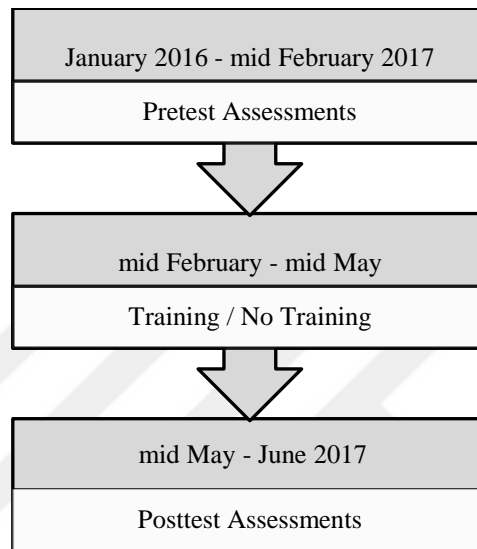 January 2016 - mid February 2017
Pretest Assessments
mid February - mid May
Training / No Training
mid May - June 2017
Posttest Assessments